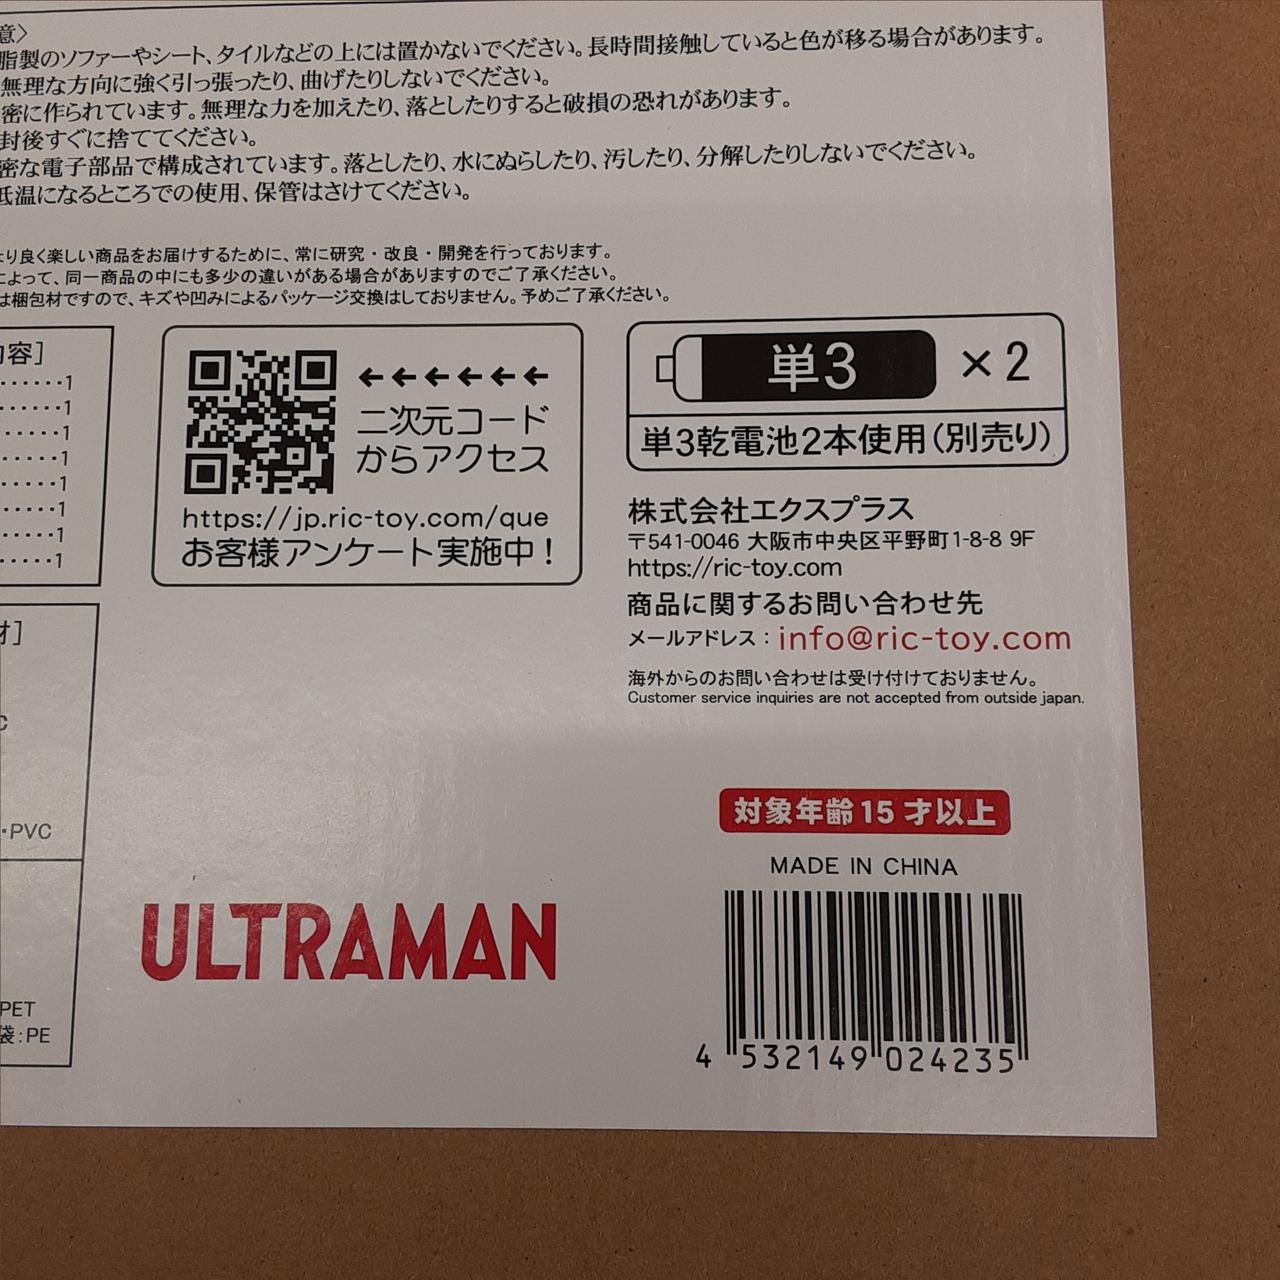 意〉
脂製のソファーやシート、タイルなどの上には置かないでください。長時間接触していると色が移る場合があります。
無理な方向に強く引っ張ったり、曲げたりしないでください。
密に作られています。無理な力を加えたり、落としたりすると破損の恐れがあります。
封後すぐに捨ててください。
密な電子部品で構成されています。落としたり、水にぬらしたり、汚したり、分解したりしないでください。
低温になるところでの使用、保管はさけてください。
より良く楽しい商品をお届けするために、常に研究・改良・開発を行っております。
によって、同一商品の中にも多少の違いがある場合がありますのでご了承ください。
は梱包材ですので、キズや凹みによるパッケージ交換はしておりません。予めご了承ください。
内容］
······1
······1
······1
······1
······1
······1
······1
······1
材］
C
・PVC
PET
袋：PE
←←←←←←
二次元コード
からアクセス
https://jp.ric-toy.com/que
お客様アンケート実施中！
単3 ×2
単3乾電池2本使用（別売り）
株式会社エクスプラス
〒541-0046 大阪市中央区平野町1-8-8 9F
https://ric-toy.com
商品に関するお問い合わせ先
メールアドレス：info@ric-toy.com
海外からのお問い合わせは受け付けておりません。
Customer service inquiries are not accepted from outside japan.
対象年齢15才以上
MADE IN CHINA
ULTRAMAN
4 532149 024235